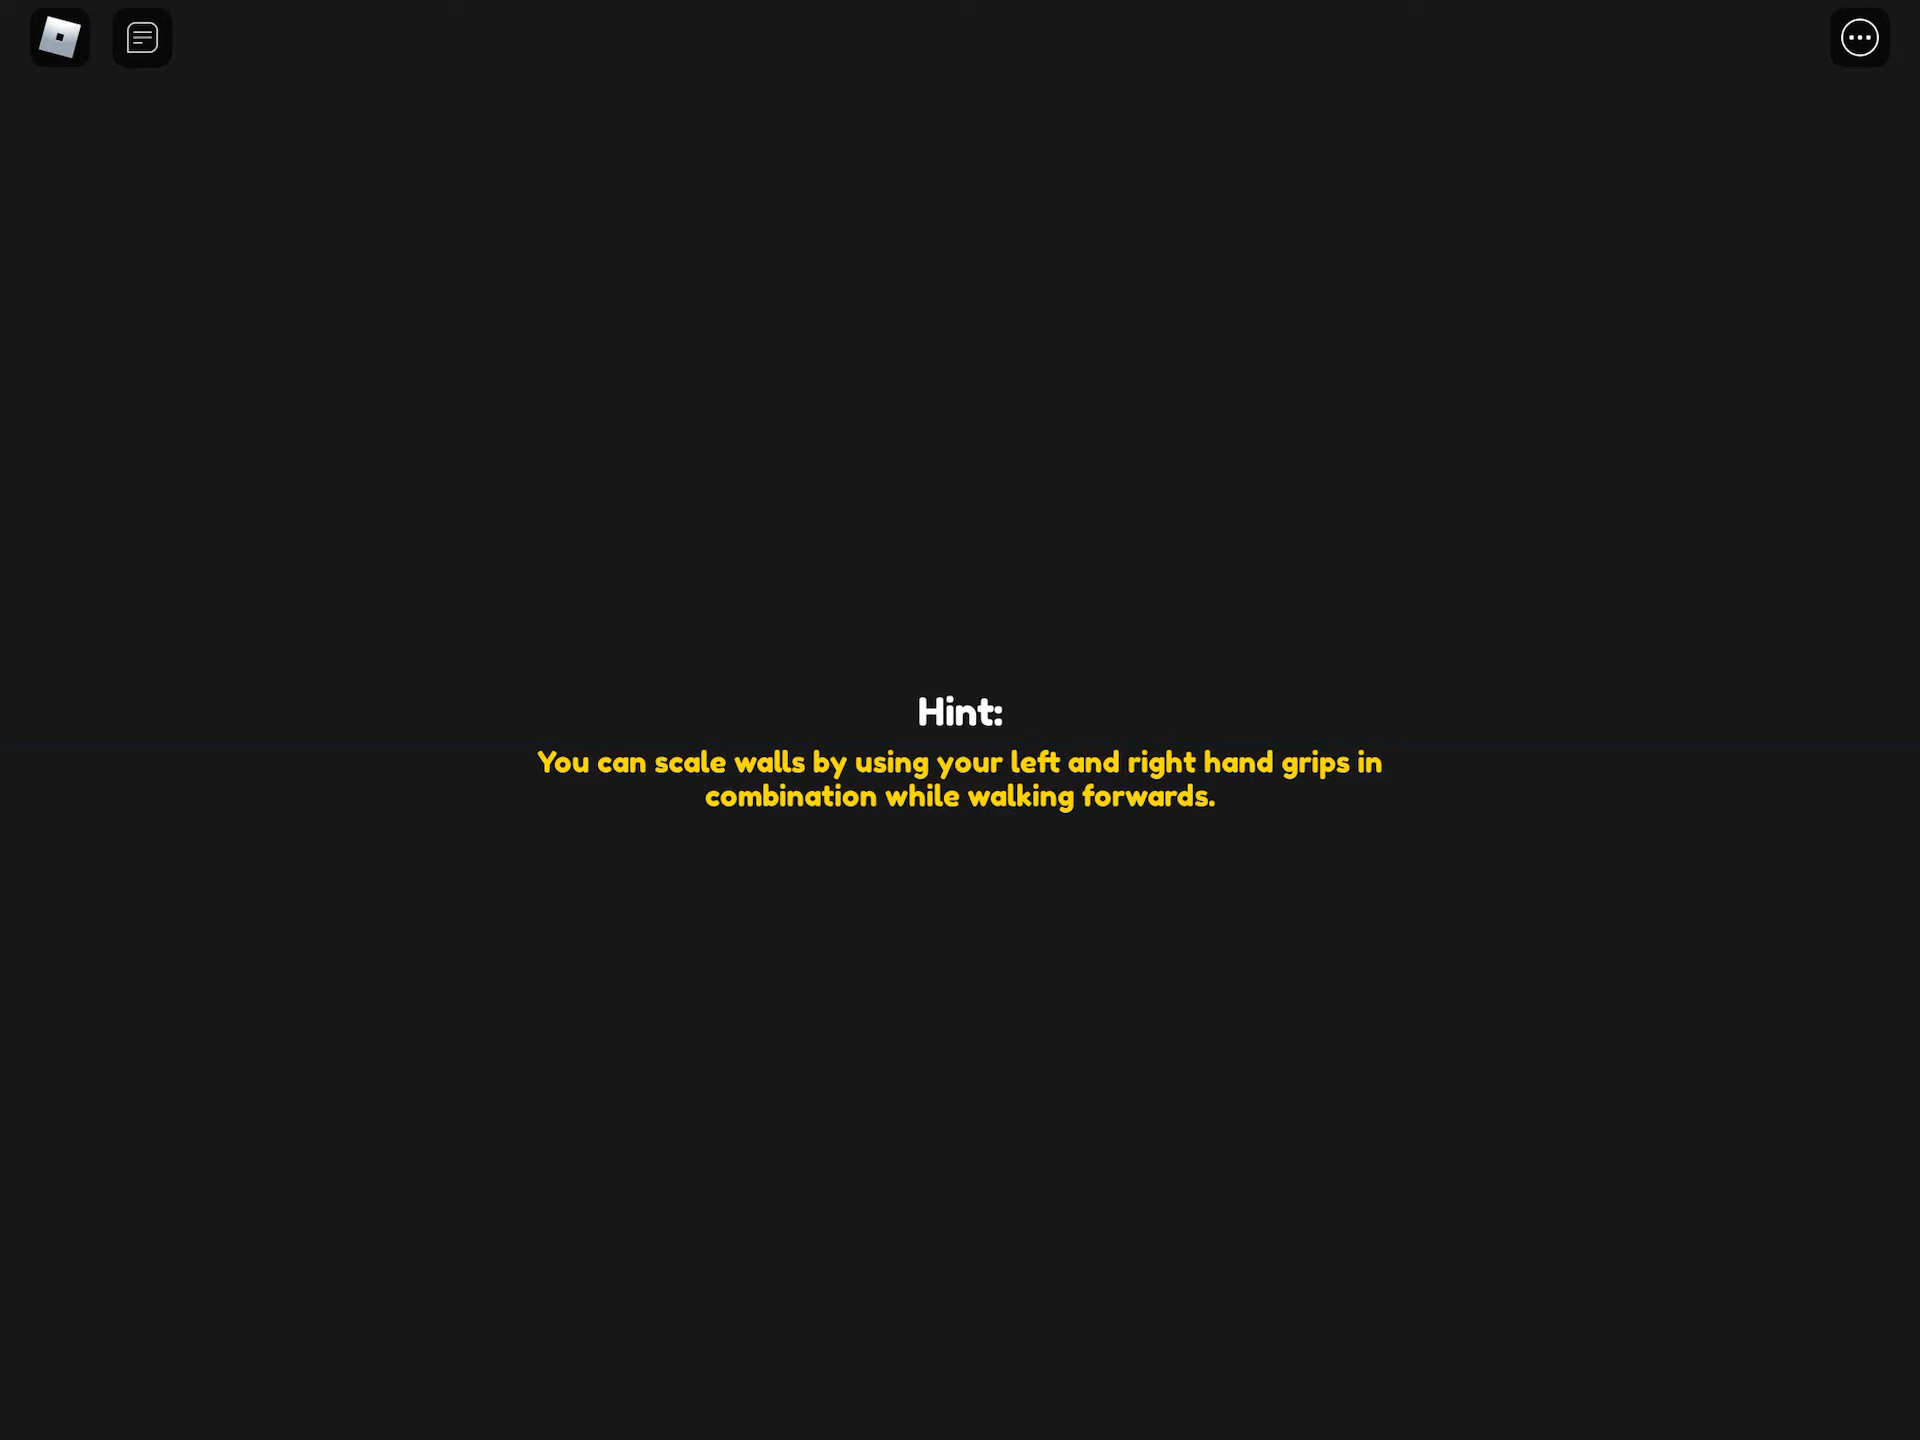 Hint:
You can scale walls by using your left and right hand grips in
combination while walking forwards.